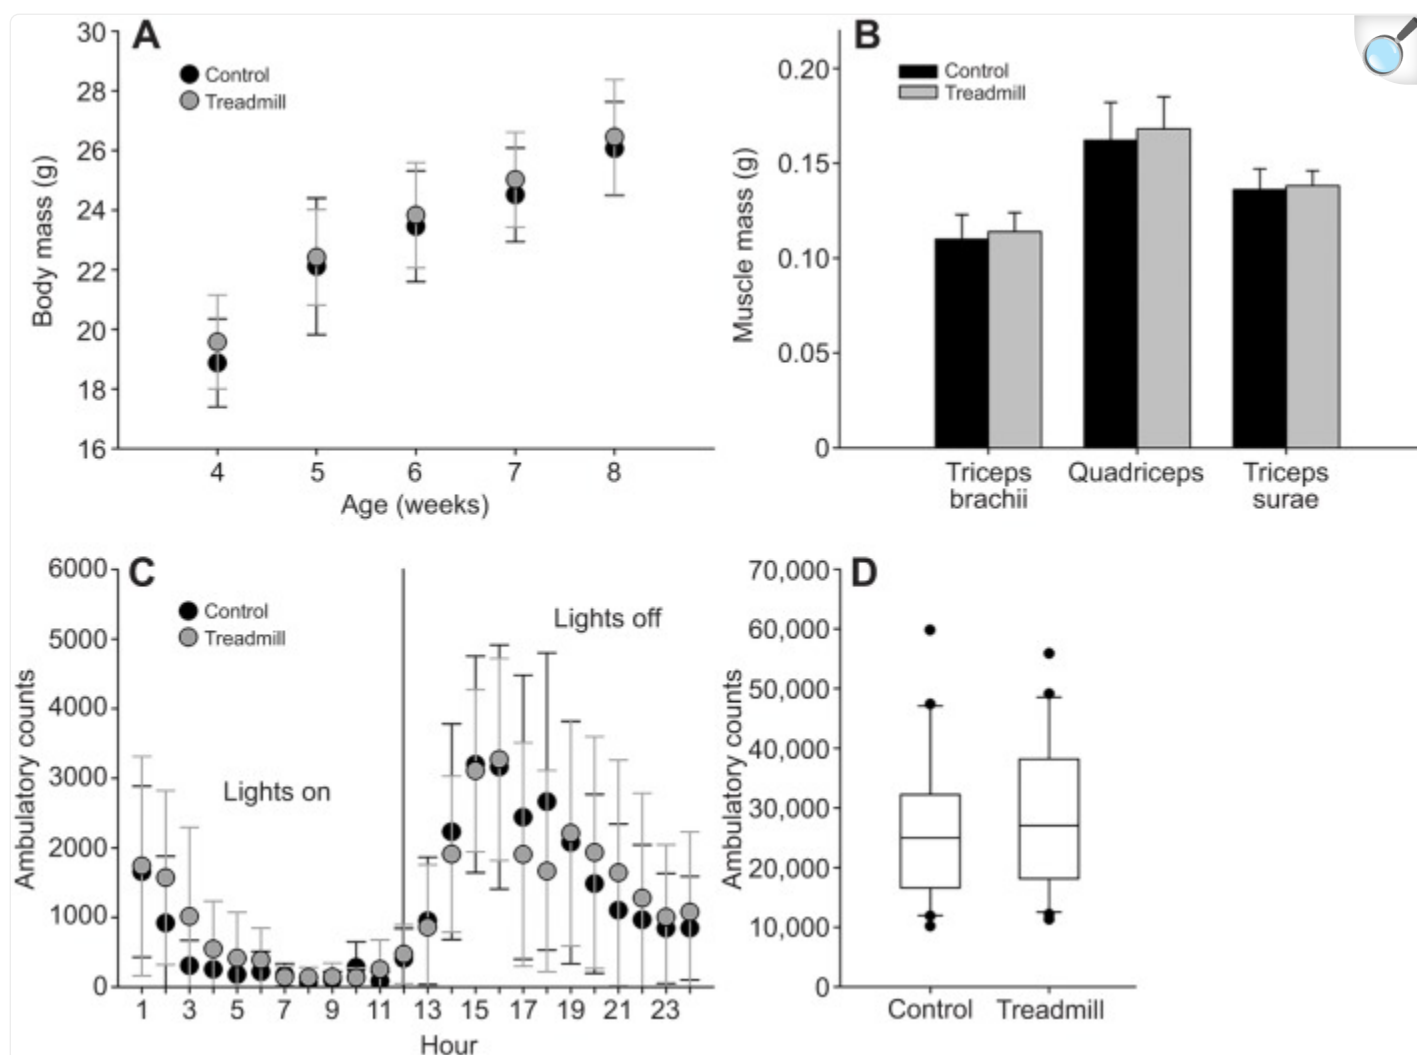 A
Control
Treadmill
Body mass (g)
30
28
26
24
22
20
18
16
4 5 6 7 8
Age (weeks)
B
Control
Treadmill
Muscle mass (g)
0.20
0.15
0.10
0.05
0
Triceps brachii
Quadriceps
Triceps surae
C
Control
Treadmill
Lights on
Lights off
Ambulatory counts
6000
5000
4000
3000
2000
1000
0
1 3 5 7 9 11 13 15 17 19 21 23
Hour
D
Ambulatory counts
70,000
60,000
50,000
40,000
30,000
20,000
10,000
0
Control Treadmill